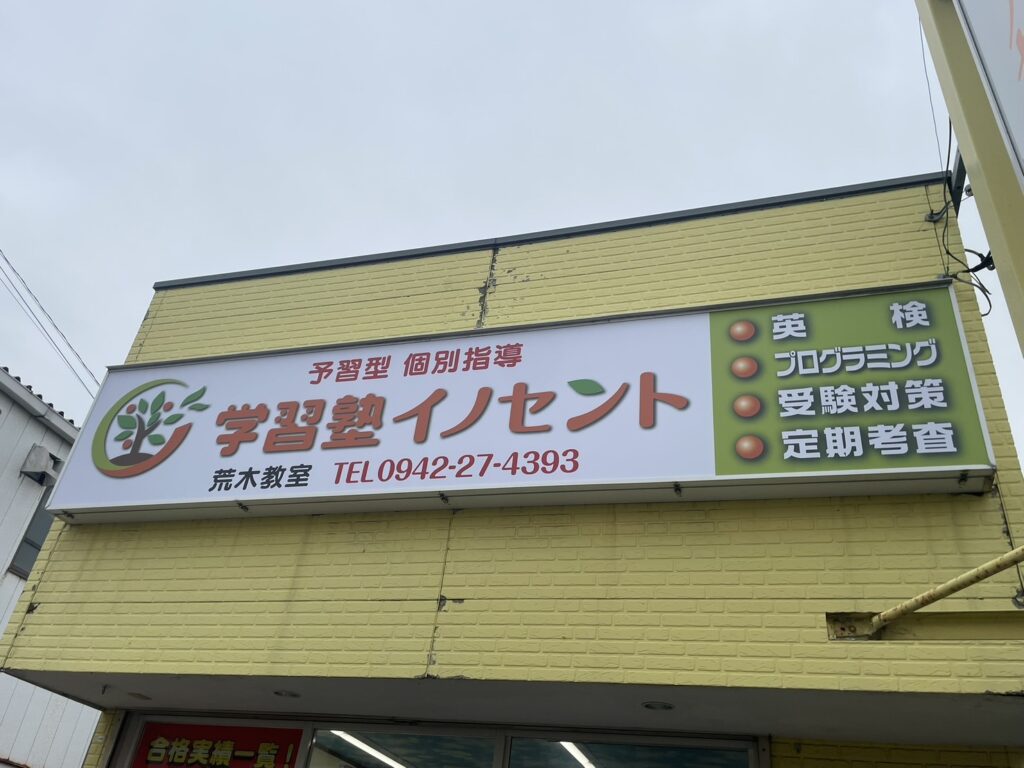 予習型 個別指導
学習塾イノセント
荒木教室 TEL0942-27-4393
英検
プログラミング
受験対策
定期考査
合格実績一覧!